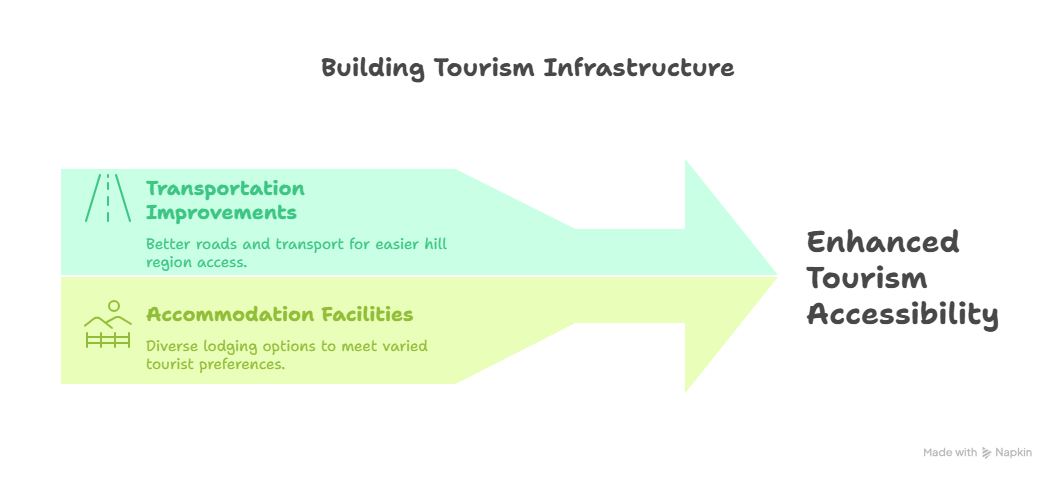 Building Tourism Infrastructure
Transportation
Improvements
Better roads and transport for easier hill
region access.
Accommodation Facilities
Diverse lodging options to meet varied
tourist preferences.
Enhanced
Tourism
Accessibility
Made with Napkin